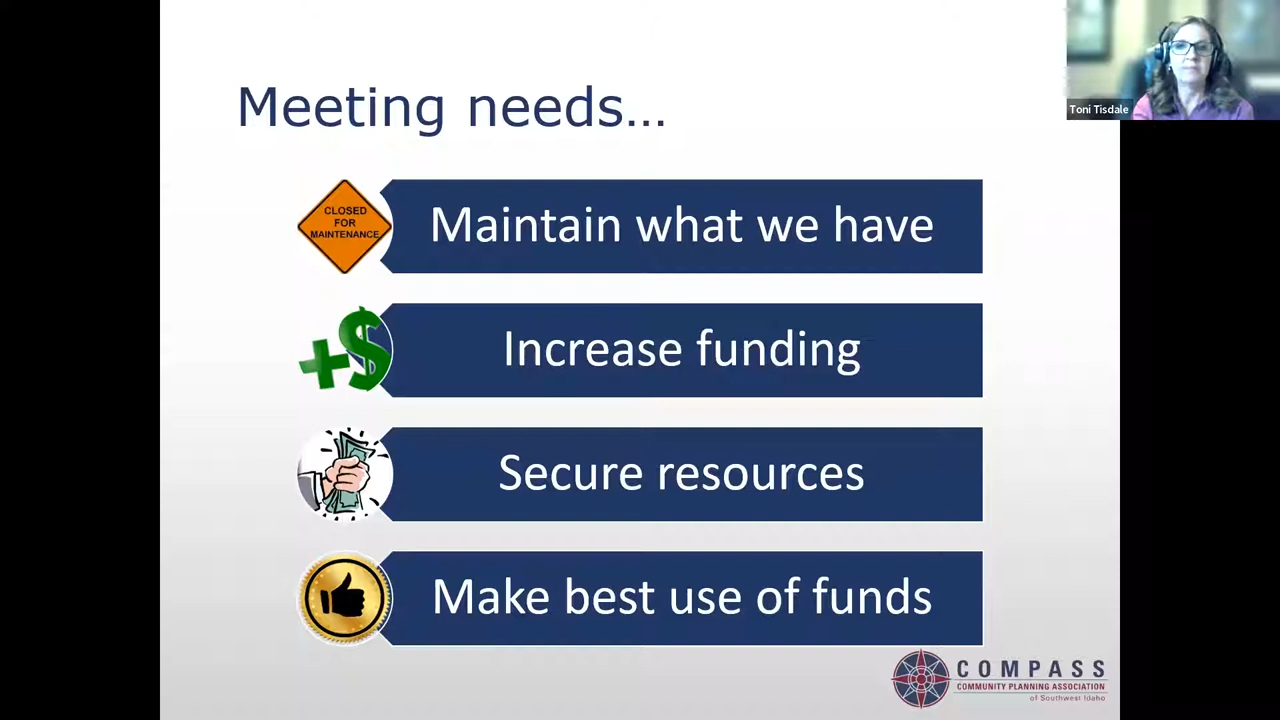 Meeting needs...
Toni Tisdale
CLOSED
FOR
MAINTENANCE
Maintain what we have
+$
Increase funding
Secure resources
Make best use of funds
COMPASS
COMMUNITY PLANNING ASSOCIATION
of Southwest Idaho